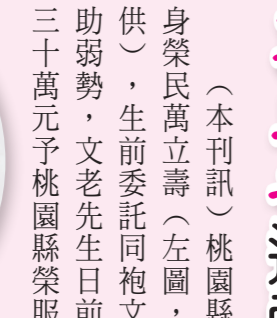 （本刊訊）桃園縣
身榮民萬立壽（左圖，
供），生前委託同袍文
助弱勢，文老先生日前
三十萬元予桃園縣榮服